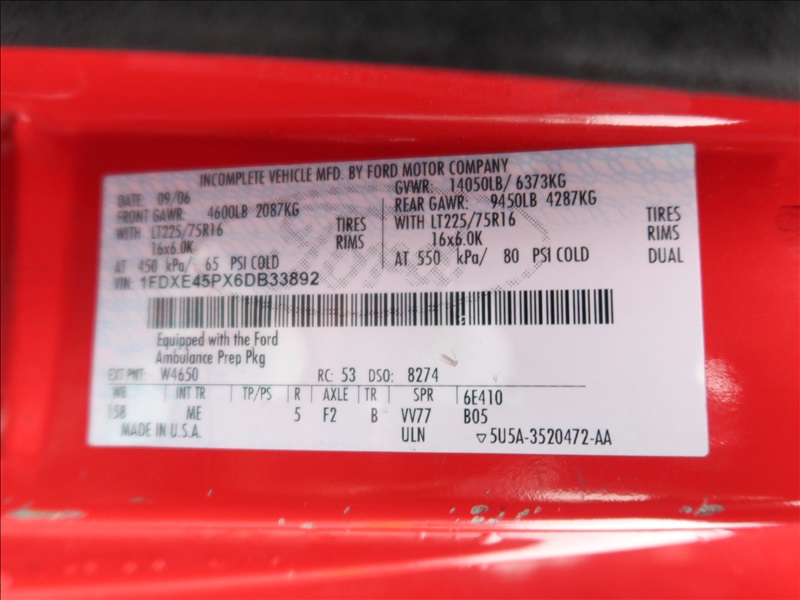 INCOMPLETE VEHICLE MFD. BY FORD MOTOR COMPANY
DATE: 09/06 GVWR: 14050LB/ 6373KG
FRONT GAWR: 4600LB 2087KG REAR GAWR: 9450LB 4287KG
WITH LT225/75R16 TIRES WITH LT225/75R16 TIRES
16x6.0K RIMS 16x6.0K RIMS
AT 450 kPa/ 65 PSI COLD AT 550 kPa/ 80 PSI COLD DUAL
VIN: 1FDXE45PX6DB33892
Equipped with the Ford
Ambulance Prep Pkg
EXT PNT: W4650 RC: 53 DSO: 8274
WB INT TR TP/PS R AXLE TR SPR 6E410
158 ME 5 F2 B VV77 B05
MADE IN U.S.A. ULN ▽5U5A-3520472-AA